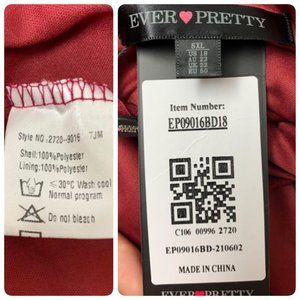 Style NO.:2720-9016 TJM
Shell:100%Polyester
Lining:100%Polyester
≤30°C Wash cool
Normal program
Do not bleach
EVER PRETTY
5XL
US 18
AU 22
UK 22
EU 50
Item Number:
EP09016BD18
C106 00996 2720
EP09016BD-210602
MADE IN CHINA
EVER PRETTY